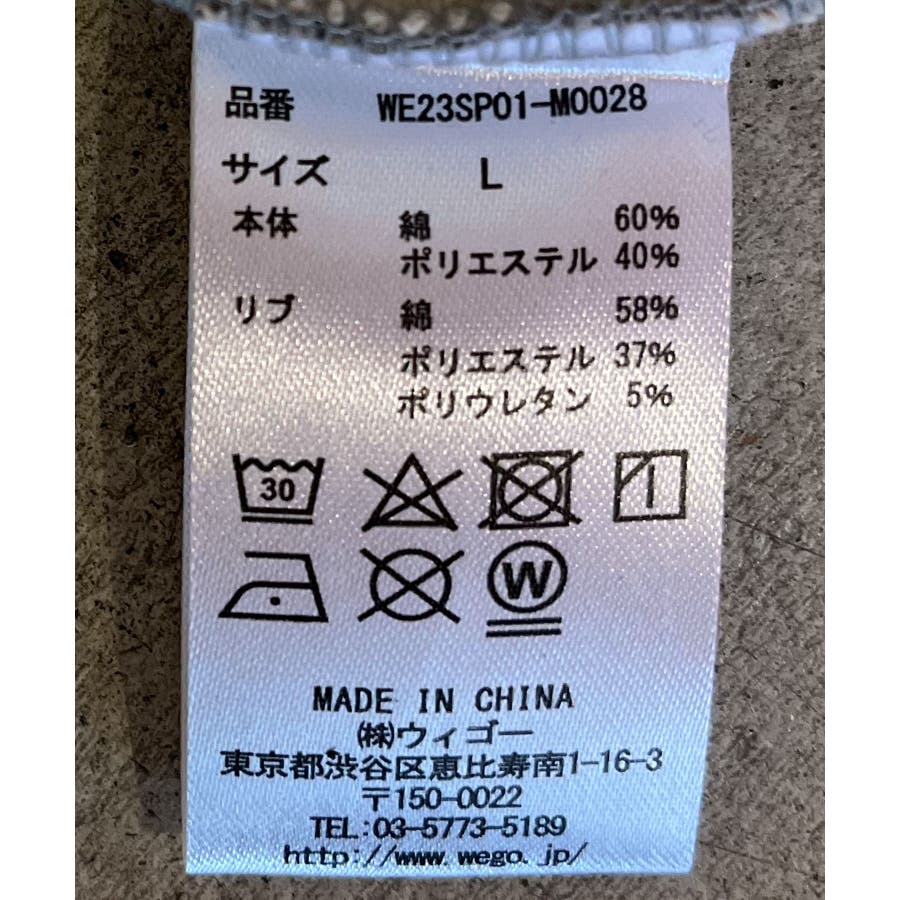 品番 WE23SP01-M0028
サイズ L
本体 綿 60%
ポリエステル 40%
リブ 綿 58%
ポリエステル 37%
ポリウレタン 5%
30
W
MADE IN CHINA
㈱ウィゴー
東京都渋谷区恵比寿南1-16-3
〒150-0022
TEL:03-5773-5189
http://www.wego.jp/